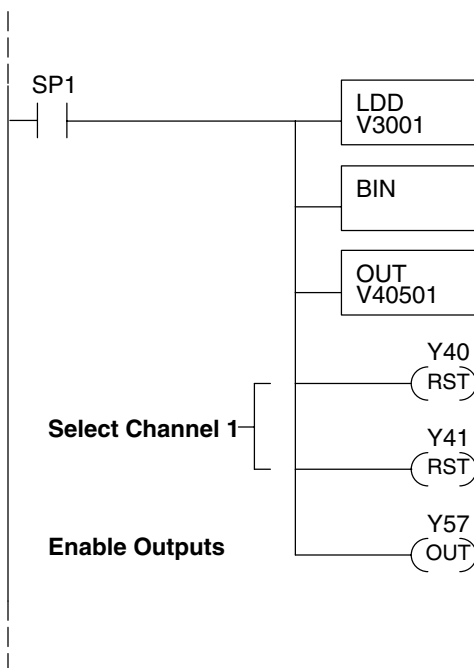 SP1
LDD
V3001
BIN
OUT
V40501
Y40
RST
Select Channel 1
Y41
RST
Y57
Enable Outputs
OUT